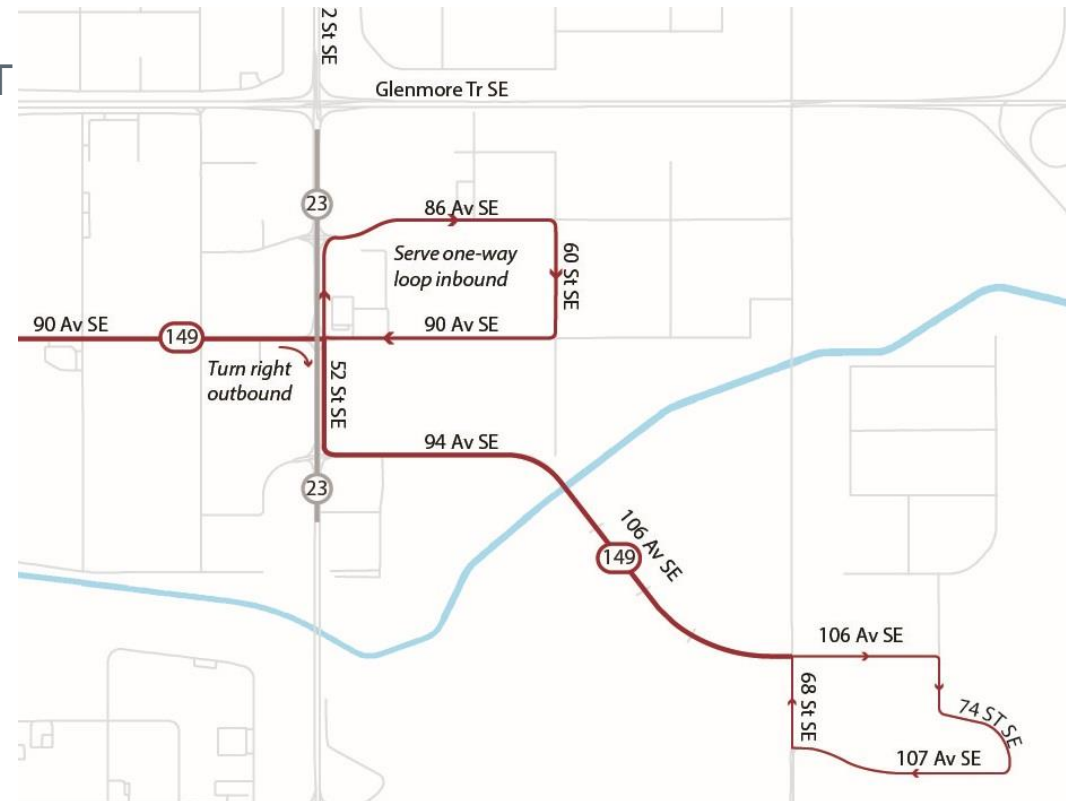 2 St SE
T
Glenmore Tr SE
23
86 Av SE
Serve one-way
loop inbound
60 St SE
90 Av SE
149
90 Av SE
Turn right
outbound
52 St SE
94 Av SE
23
106 Av SE
149
106 Av SE
68 St SE
74 ST SE
107 Av SE